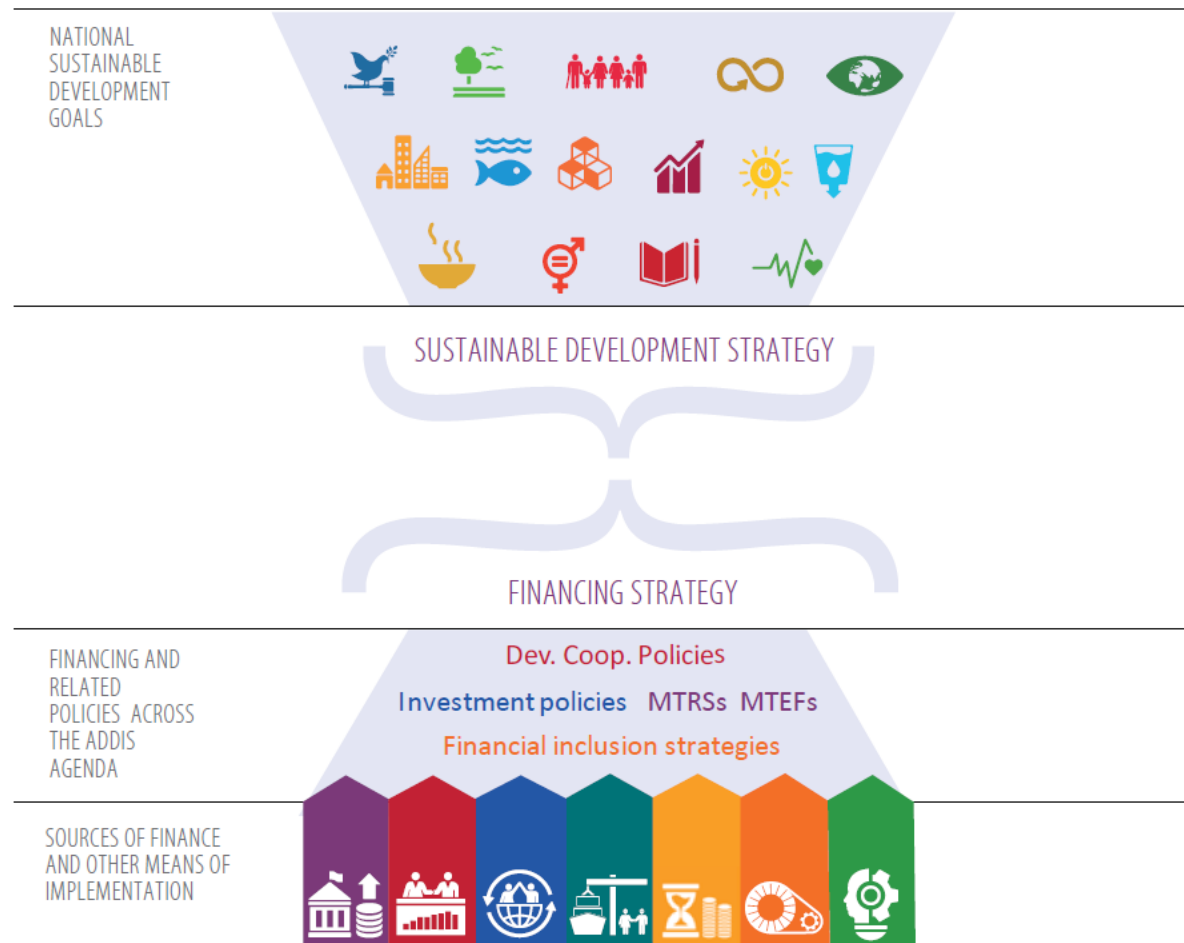 NATIONAL
SUSTAINABLE
DEVELOPMENT
GOALS
SUSTAINABLE DEVELOPMENT STRATEGY
FINANCING STRATEGY
FINANCING AND
RELATED
POLICIES ACROSS
THE ADDIS
AGENDA
Dev. Coop. Policies
Investment policies MTRSs MTEFs
Financial inclusion strategies
SOURCES OF FINANCE
AND OTHER MEANS OF
IMPLEMENTATION